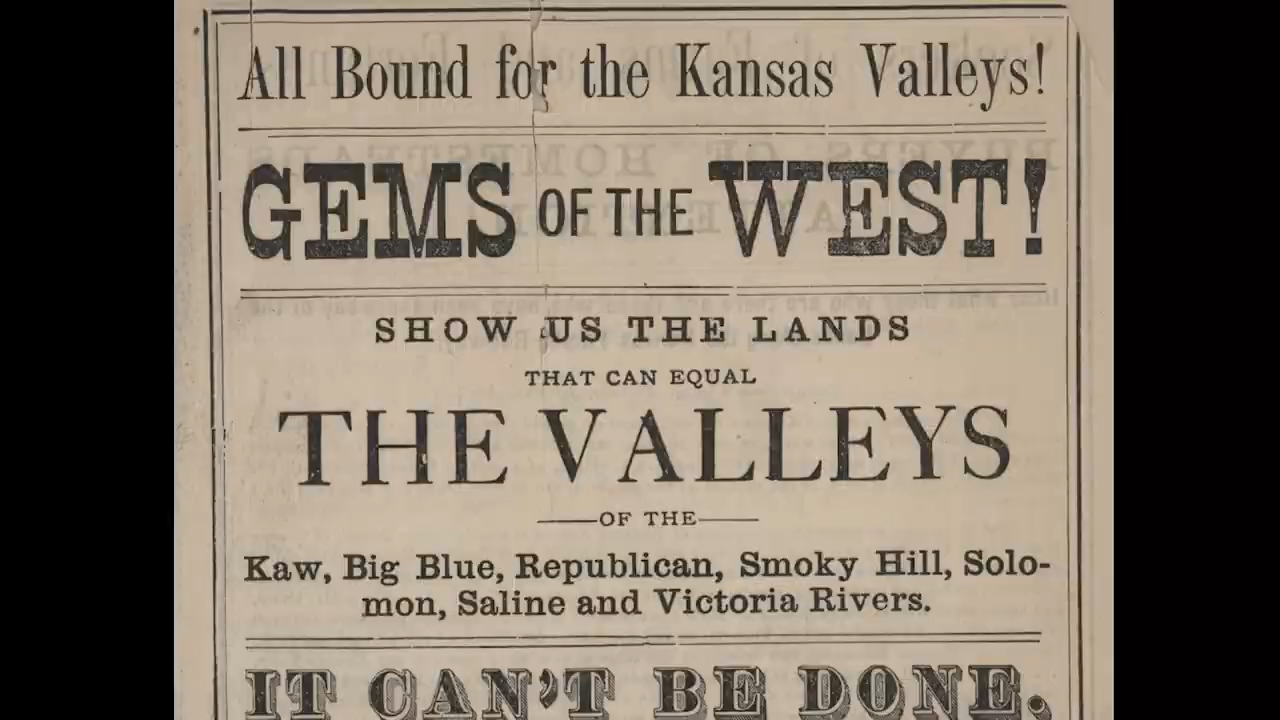 All Bound for the Kansas Valleys!
GEMS OF THE WEST!
SHOW US THE LANDS
THAT CAN EQUAL
THE VALLEYS
OF THE
Kaw, Big Blue, Republican, Smoky Hill, Solo-
mon, Saline and Victoria Rivers.
IT CAN'T BE DONE.